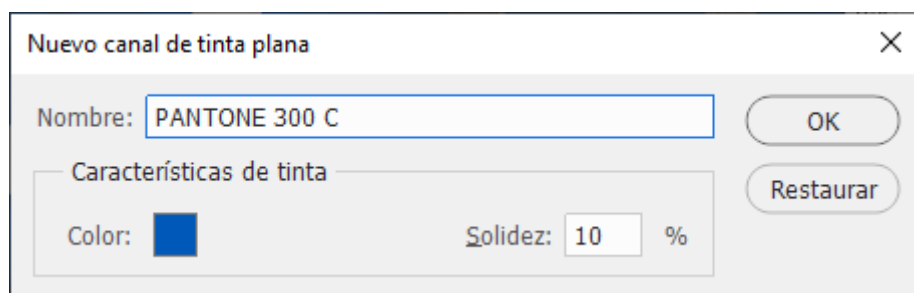 Nuevo canal de tinta plana
Nombre: PANTONE 300 C
OK
Características de tinta
Restaurar
Color: Solidez: 10 %